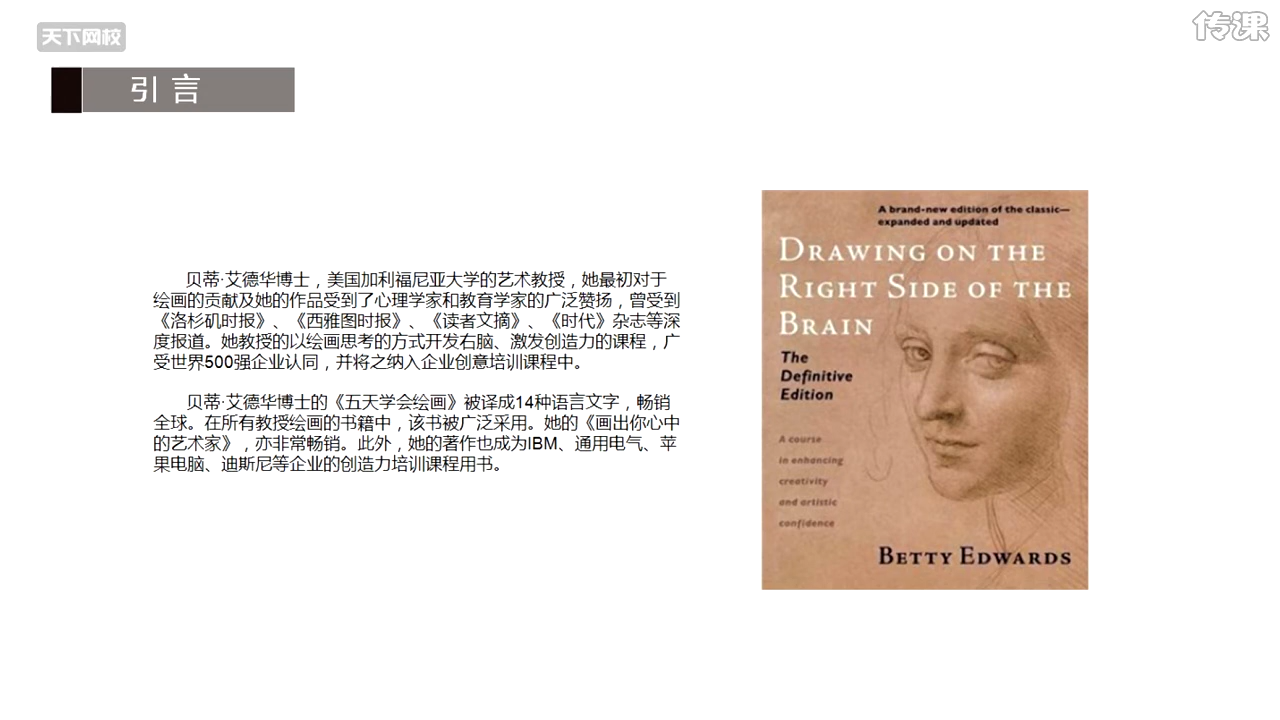 天下网校
传课
引言
贝蒂·艾德华博士，美国加利福尼亚大学的艺术教授，她最初对于
绘画的贡献及她的作品受到了心理学家和教育学家的广泛赞扬，曾受到
《洛杉矶时报》、《西雅图时报》、《读者文摘》、《时代》杂志等深
度报道。她教授的以绘画思考的方式开发右脑、激发创造力的课程，广
受世界500强企业认同，并将之纳入企业创意培训课程中。
贝蒂·艾德华博士的《五天学会绘画》被译成14种语言文字，畅销
全球。在所有教授绘画的书籍中，该书被广泛采用。她的《画出你心中
的艺术家》，亦非常畅销。此外，她的著作也成为IBM、通用电气、苹
果电脑、迪斯尼等企业的创造力培训课程用书。
A brand-new edition of the classic—
expanded and updated
DRAWING ON THE
RIGHT SIDE OF THE
BRAIN
The
Definitive
Edition
A course
in enhancing
creativity
and artistic
confidence
BETTY EDWARDS